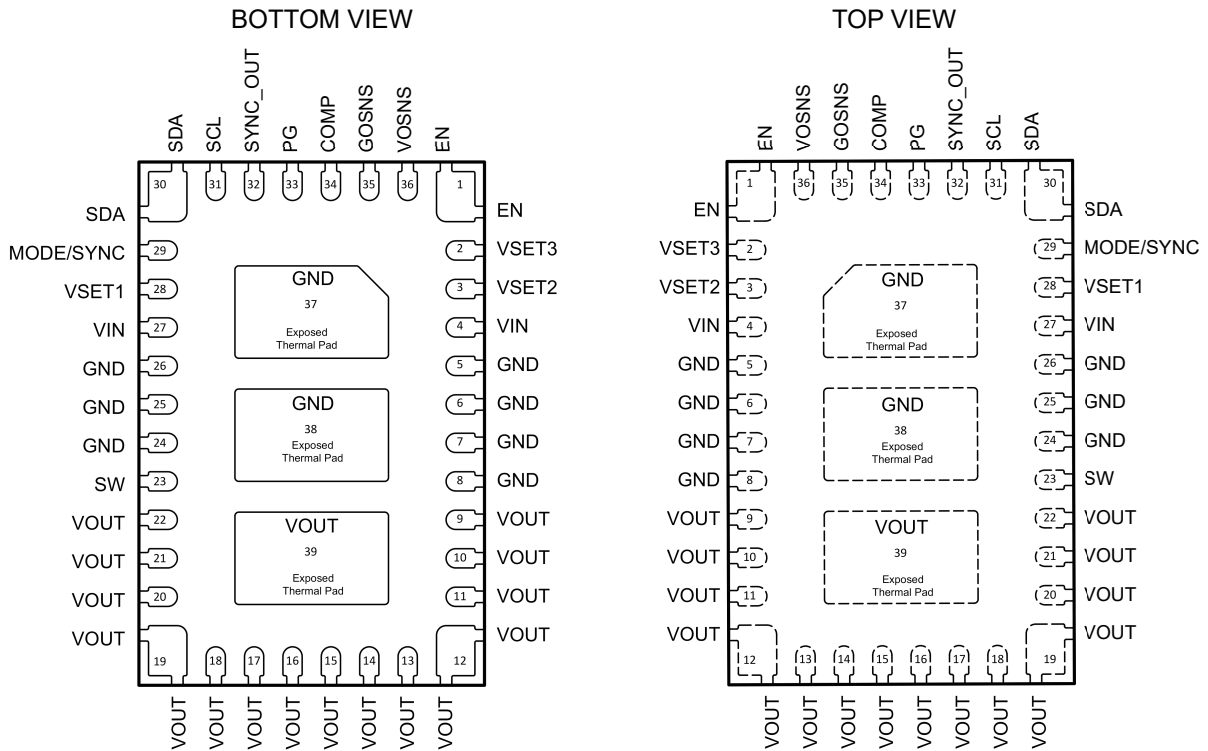 BOTTOM VIEW
SDA
SCL
SYNC_OUT
PG
COMP
GOSNS
VOSNS
EN
30
31
32
33
34
35
36
1
SDA
EN
MODE/SYNC
29
2
VSET3
VSET1
28
3
VSET2
VIN
27
4
VIN
GND
26
5
GND
GND
25
6
GND
GND
24
7
GND
SW
23
8
GND
VOUT
22
9
VOUT
VOUT
21
10
VOUT
VOUT
20
11
VOUT
VOUT
VOUT
GND
37
Exposed
Thermal Pad
GND
38
Exposed
Thermal Pad
VOUT
39
Exposed
Thermal Pad
19
18
17
16
15
14
13
12
VOUT
VOUT
VOUT
VOUT
VOUT
VOUT
VOUT
VOUT
TOP VIEW
EN
VOSNS
GOSNS
COMP
PG
SYNC_OUT
SCL
SDA
1
36
35
34
33
32
31
30
EN
SDA
VSET3
2
29
MODE/SYNC
VSET2
3
28
VSET1
VIN
4
27
VIN
GND
5
26
GND
GND
6
25
GND
GND
7
24
GND
GND
8
23
SW
VOUT
9
22
VOUT
VOUT
10
21
VOUT
VOUT
11
20
VOUT
VOUT
VOUT
GND
37
Exposed
Thermal Pad
GND
38
Exposed
Thermal Pad
VOUT
39
Exposed
Thermal Pad
12
13
14
15
16
17
18
19
VOUT
VOUT
VOUT
VOUT
VOUT
VOUT
VOUT
VOUT